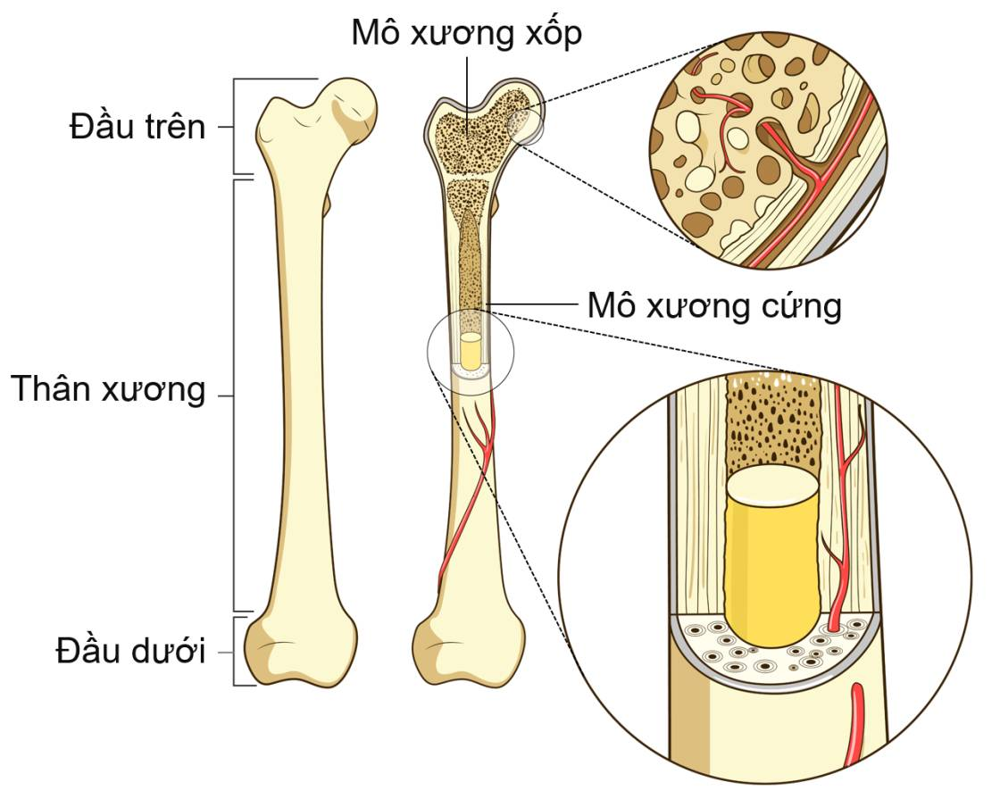 Mô xương xốp
Đầu trên
Mô xương cứng
Thân xương
Đầu dưới